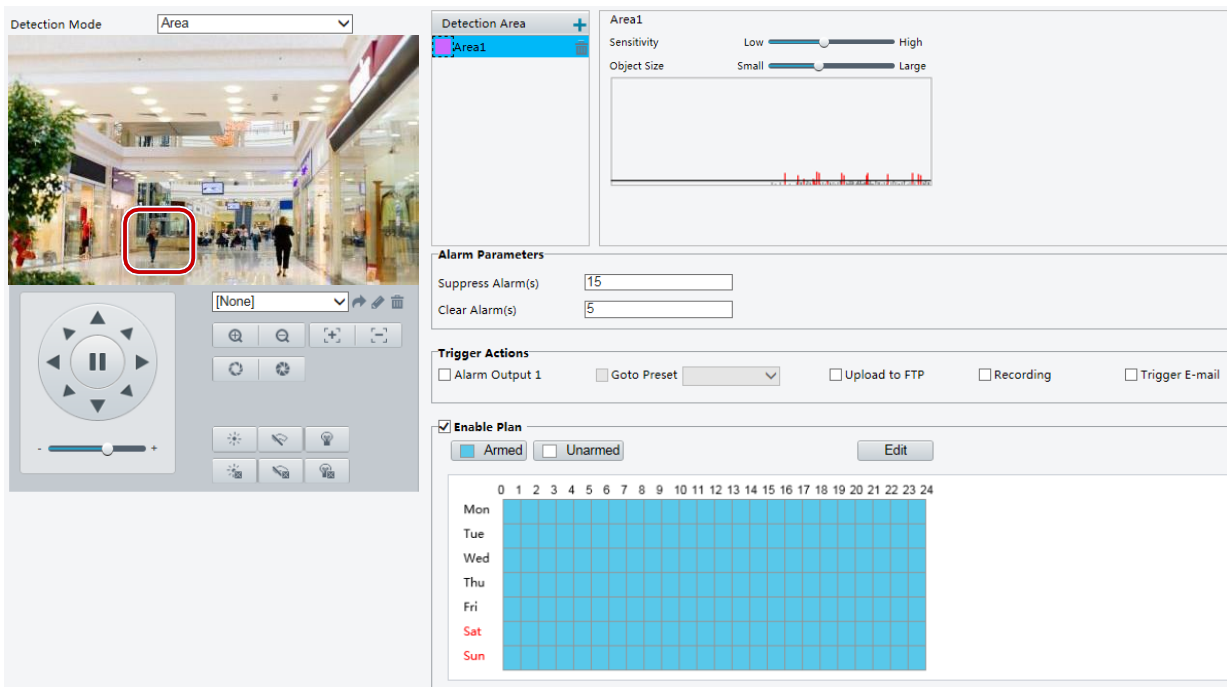 Detection Mode
Area
Detection Area
Area1
Area1
Sensitivity
Low
High
Object Size
Small
Large
Alarm Parameters
Suppress Alarm(s)
15
Clear Alarm(s)
5
[None]
- +
Trigger Actions
Alarm Output 1
Goto Preset
Upload to FTP
Recording
Trigger E-mail
Enable Plan
Armed
Unarmed
Edit
0 1 2 3 4 5 6 7 8 9 10 11 12 13 14 15 16 17 18 19 20 21 22 23 24
Mon
Tue
Wed
Thu
Fri
Sat
Sun